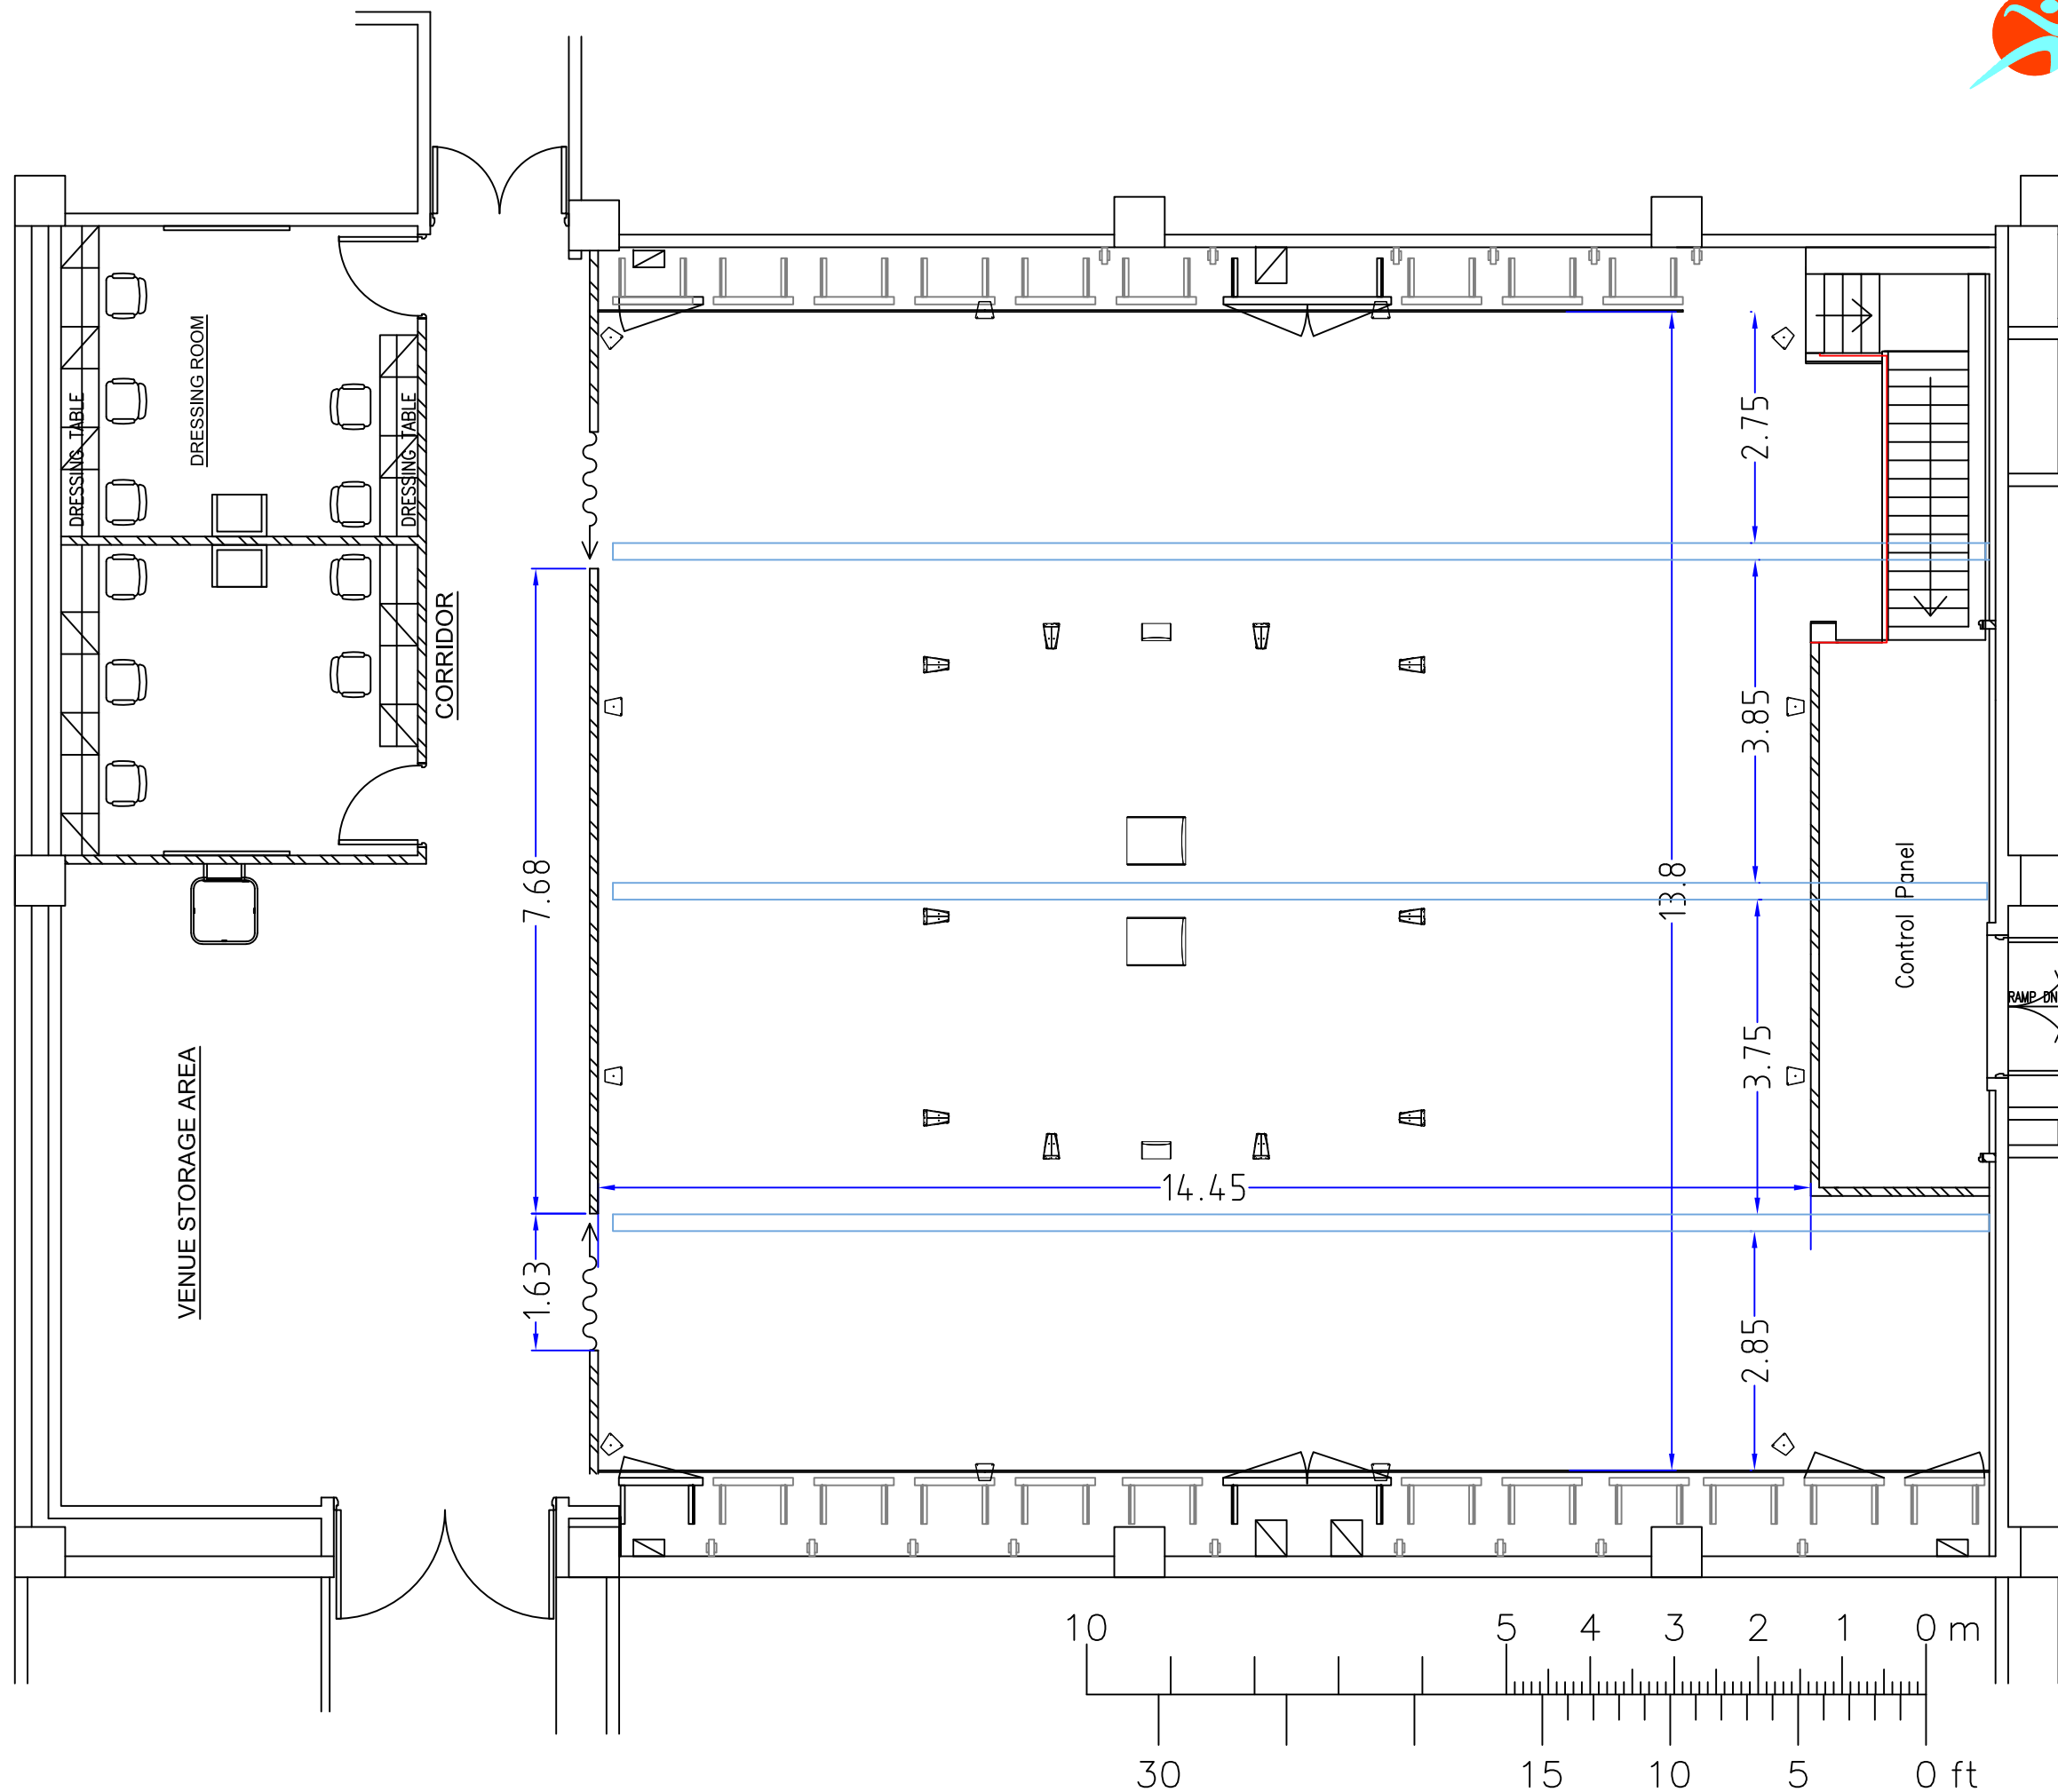 DRESSING TABLE
DRESSING ROOM
DRESSING TABLE
CORRIDOR
VENUE STORAGE AREA
7.68
1.63
2.75
3.85
13.8
3.75
14.45
2.85
Control Panel
RAMP DN
10 5 4 3 2 1 0 m
30 15 10 5 0 ft